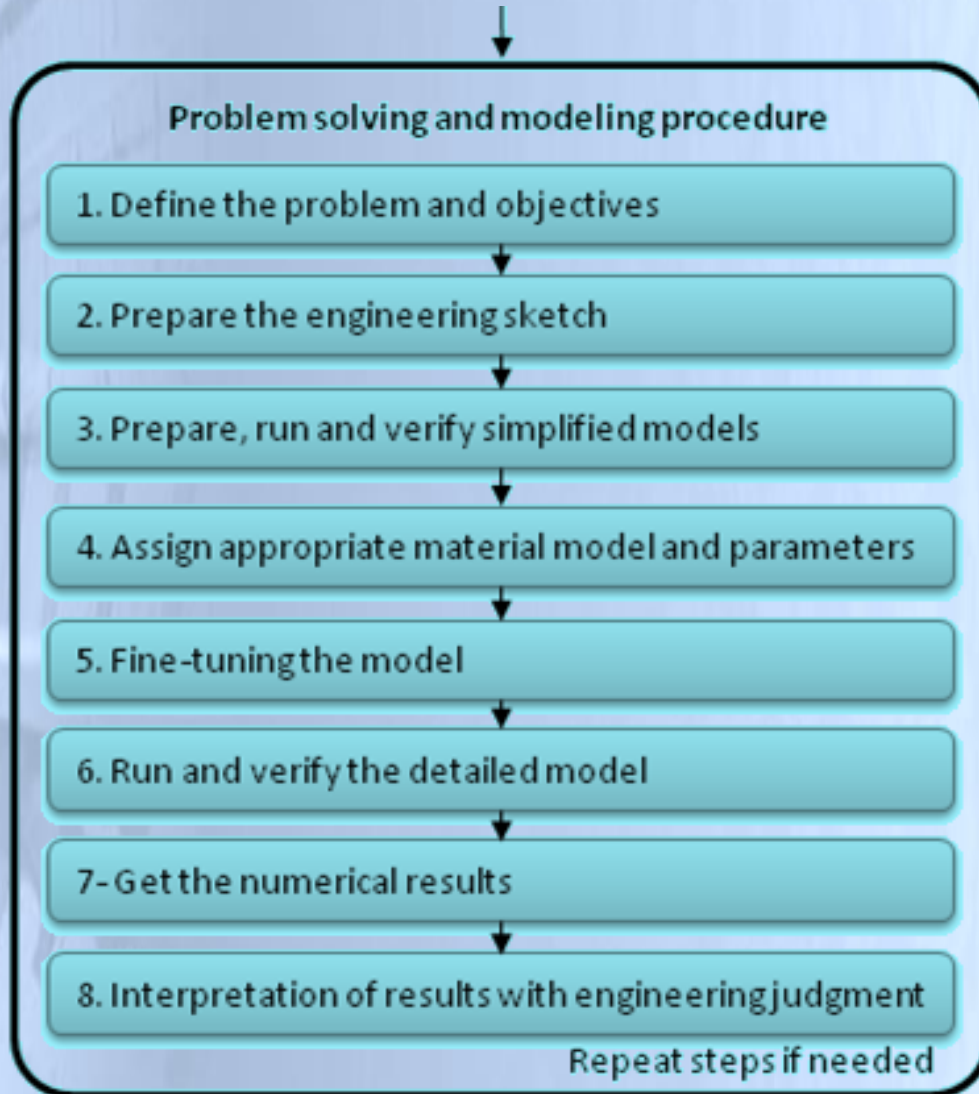 Problem solving and modeling procedure
1. Define the problem and objectives
2. Prepare the engineering sketch
3. Prepare, run and verify simplified models
4. Assign appropriate material model and parameters
5. Fine-tuning the model
6. Run and verify the detailed model
7- Get the numerical results
8. Interpretation of results with engineering judgment
Repeat steps if needed